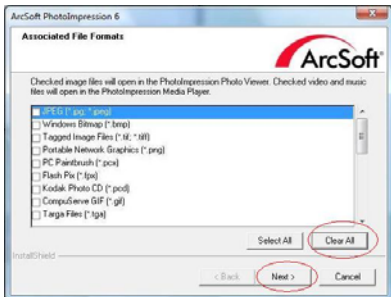 ArcSoft PhotoImpression 6
Associated File Formats
ArcSoft
Checked image files will open in the PhotoImpression Photo Viewer. Checked video and music
files will open in the PhotoImpression Media Player.
JPEG (*.jpg; *.jpeg)
Windows Bitmap (*.bmp)
Tagged Image Files (*.tif; *.tiff)
Portable Network Graphics (*.png)
PC Paintbrush (*.pcx)
Flash Pix (*.fpx)
Kodak Photo CD (*.pcd)
CompuServe GIF (*.gif)
Targa Files (*.tga)
Select All
Clear All
InstallShield
< Back
Next >
Cancel